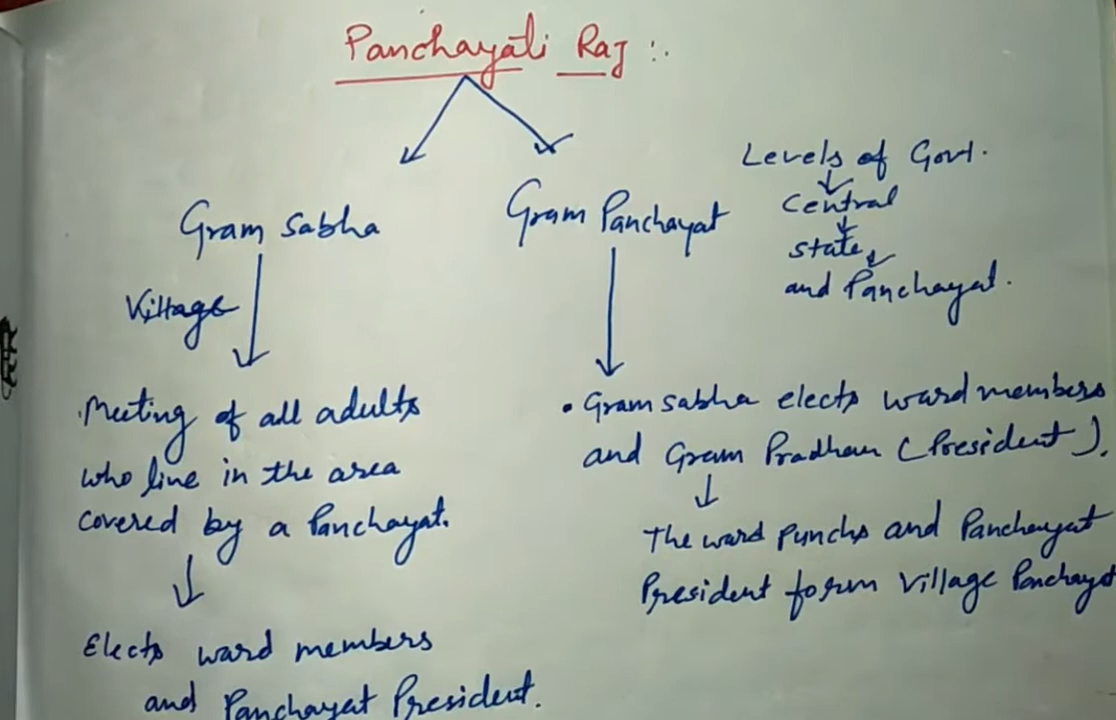 Panchayati Raj :.
Gram Sabha
Village
Meeting of all adults
who line in the area
covered by a Panchayat.
Elects ward members
and Panchayat President.
Gram Panchayat
• Gram sabha elects ward members
and Gram Pradhan (President).
The ward Punchs and Panchayat
President form Village Panchayat
Levels of Govt.
Central
state
and Panchayat.